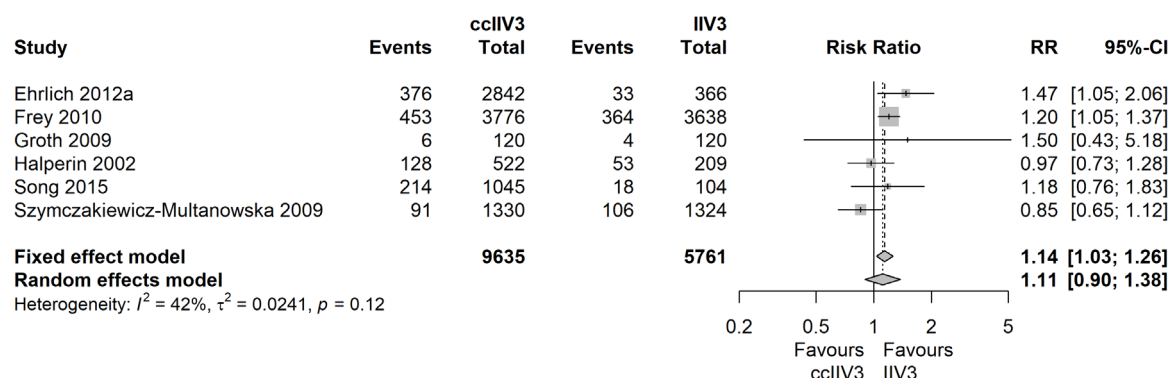 ccIIV3 IIV3
Study Events Total Events Total Risk Ratio RR 95%-CI
Ehrlich 2012a 376 2842 33 366 1.47 [1.05; 2.06]
Frey 2010 453 3776 364 3638 1.20 [1.05; 1.37]
Groth 2009 6 120 4 120 1.50 [0.43; 5.18]
Halperin 2002 128 522 53 209 0.97 [0.73; 1.28]
Song 2015 214 1045 18 104 1.18 [0.76; 1.83]
Szymczakiewicz-Multanowska 2009 91 1330 106 1324 0.85 [0.65; 1.12]
Fixed effect model 9635 5761 1.14 [1.03; 1.26]
Random effects model 1.11 [0.90; 1.38]
Heterogeneity: I² = 42%, τ² = 0.0241, p = 0.12
0.2 0.5 1 2 5
Favours Favours
ccIIV3 IIV3